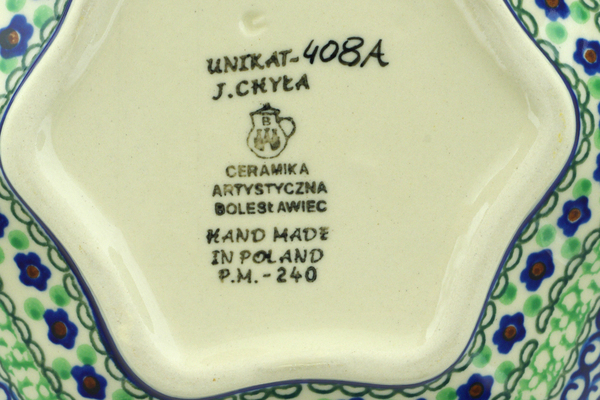 UNIKAT-408A
J.CHYŁA
B
CERAMIKA
ARTYSTYCZNA
BOLESŁAWIEC
HAND MADE
IN POLAND
P.M.-240